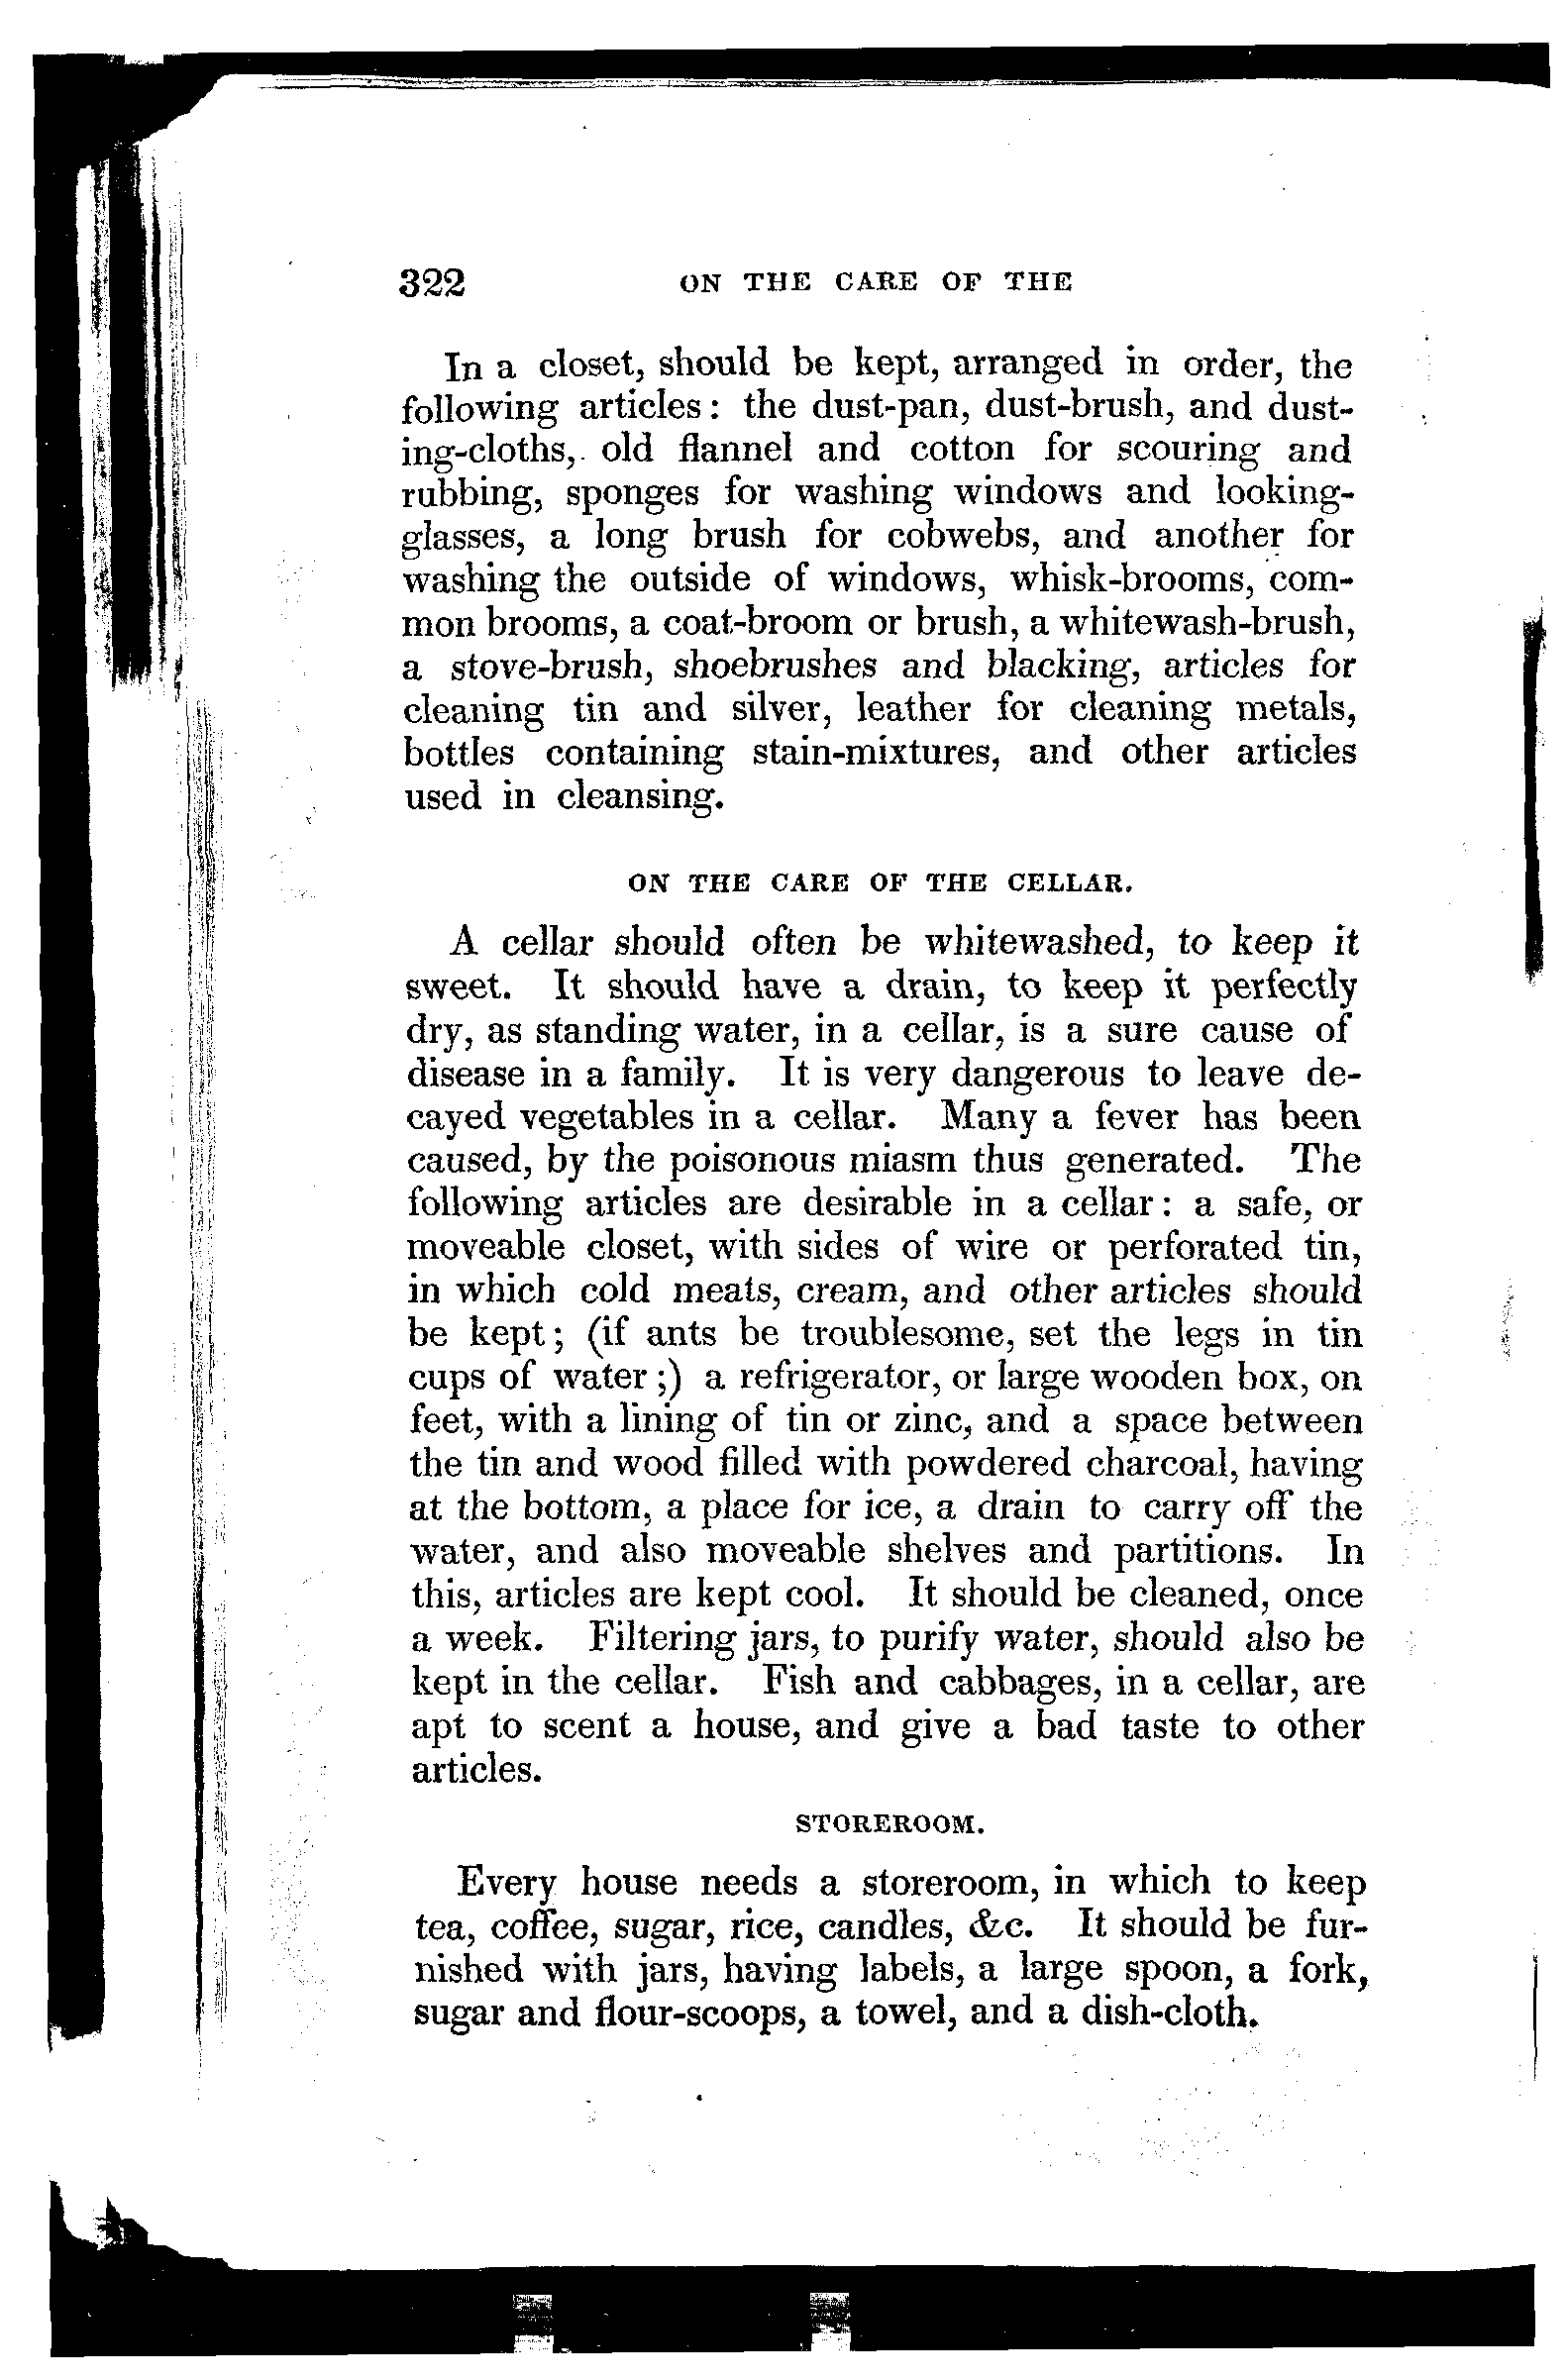 322 ON THE CARE OF THE
In a closet, should be kept, arranged in order, the
following articles: the dust-pan, dust-brush, and dust-
ing-cloths, old flannel and cotton for scouring and
rubbing, sponges for washing windows and looking-
glasses, a long brush for cobwebs, and another for
washing the outside of windows, whisk-brooms, com-
mon brooms, a coat-broom or brush, a whitewash-brush,
a stove-brush, shoebrushes and blacking, articles for
cleaning tin and silver, leather for cleaning metals,
bottles containing stain-mixtures, and other articles
used in cleansing.
ON THE CARE OF THE CELLAR.
A cellar should often be whitewashed, to keep it
sweet. It should have a drain, to keep it perfectly
dry, as standing water, in a cellar, is a sure cause of
disease in a family. It is very dangerous to leave de-
cayed vegetables in a cellar. Many a fever has been
caused, by the poisonous miasm thus generated. The
following articles are desirable in a cellar: a safe, or
moveable closet, with sides of wire or perforated tin,
in which cold meats, cream, and other articles should
be kept; (if ants be troublesome, set the legs in tin
cups of water;) a refrigerator, or large wooden box, on
feet, with a lining of tin or zinc, and a space between
the tin and wood filled with powdered charcoal, having
at the bottom, a place for ice, a drain to carry off the
water, and also moveable shelves and partitions. In
this, articles are kept cool. It should be cleaned, once
a week. Filtering jars, to purify water, should also be
kept in the cellar. Fish and cabbages, in a cellar, are
apt to scent a house, and give a bad taste to other
articles.
STOREROOM.
Every house needs a storeroom, in which to keep
tea, coffee, sugar, rice, candles, &c. It should be fur-
nished with jars, having labels, a large spoon, a fork,
sugar and flour-scoops, a towel, and a dish-cloth.